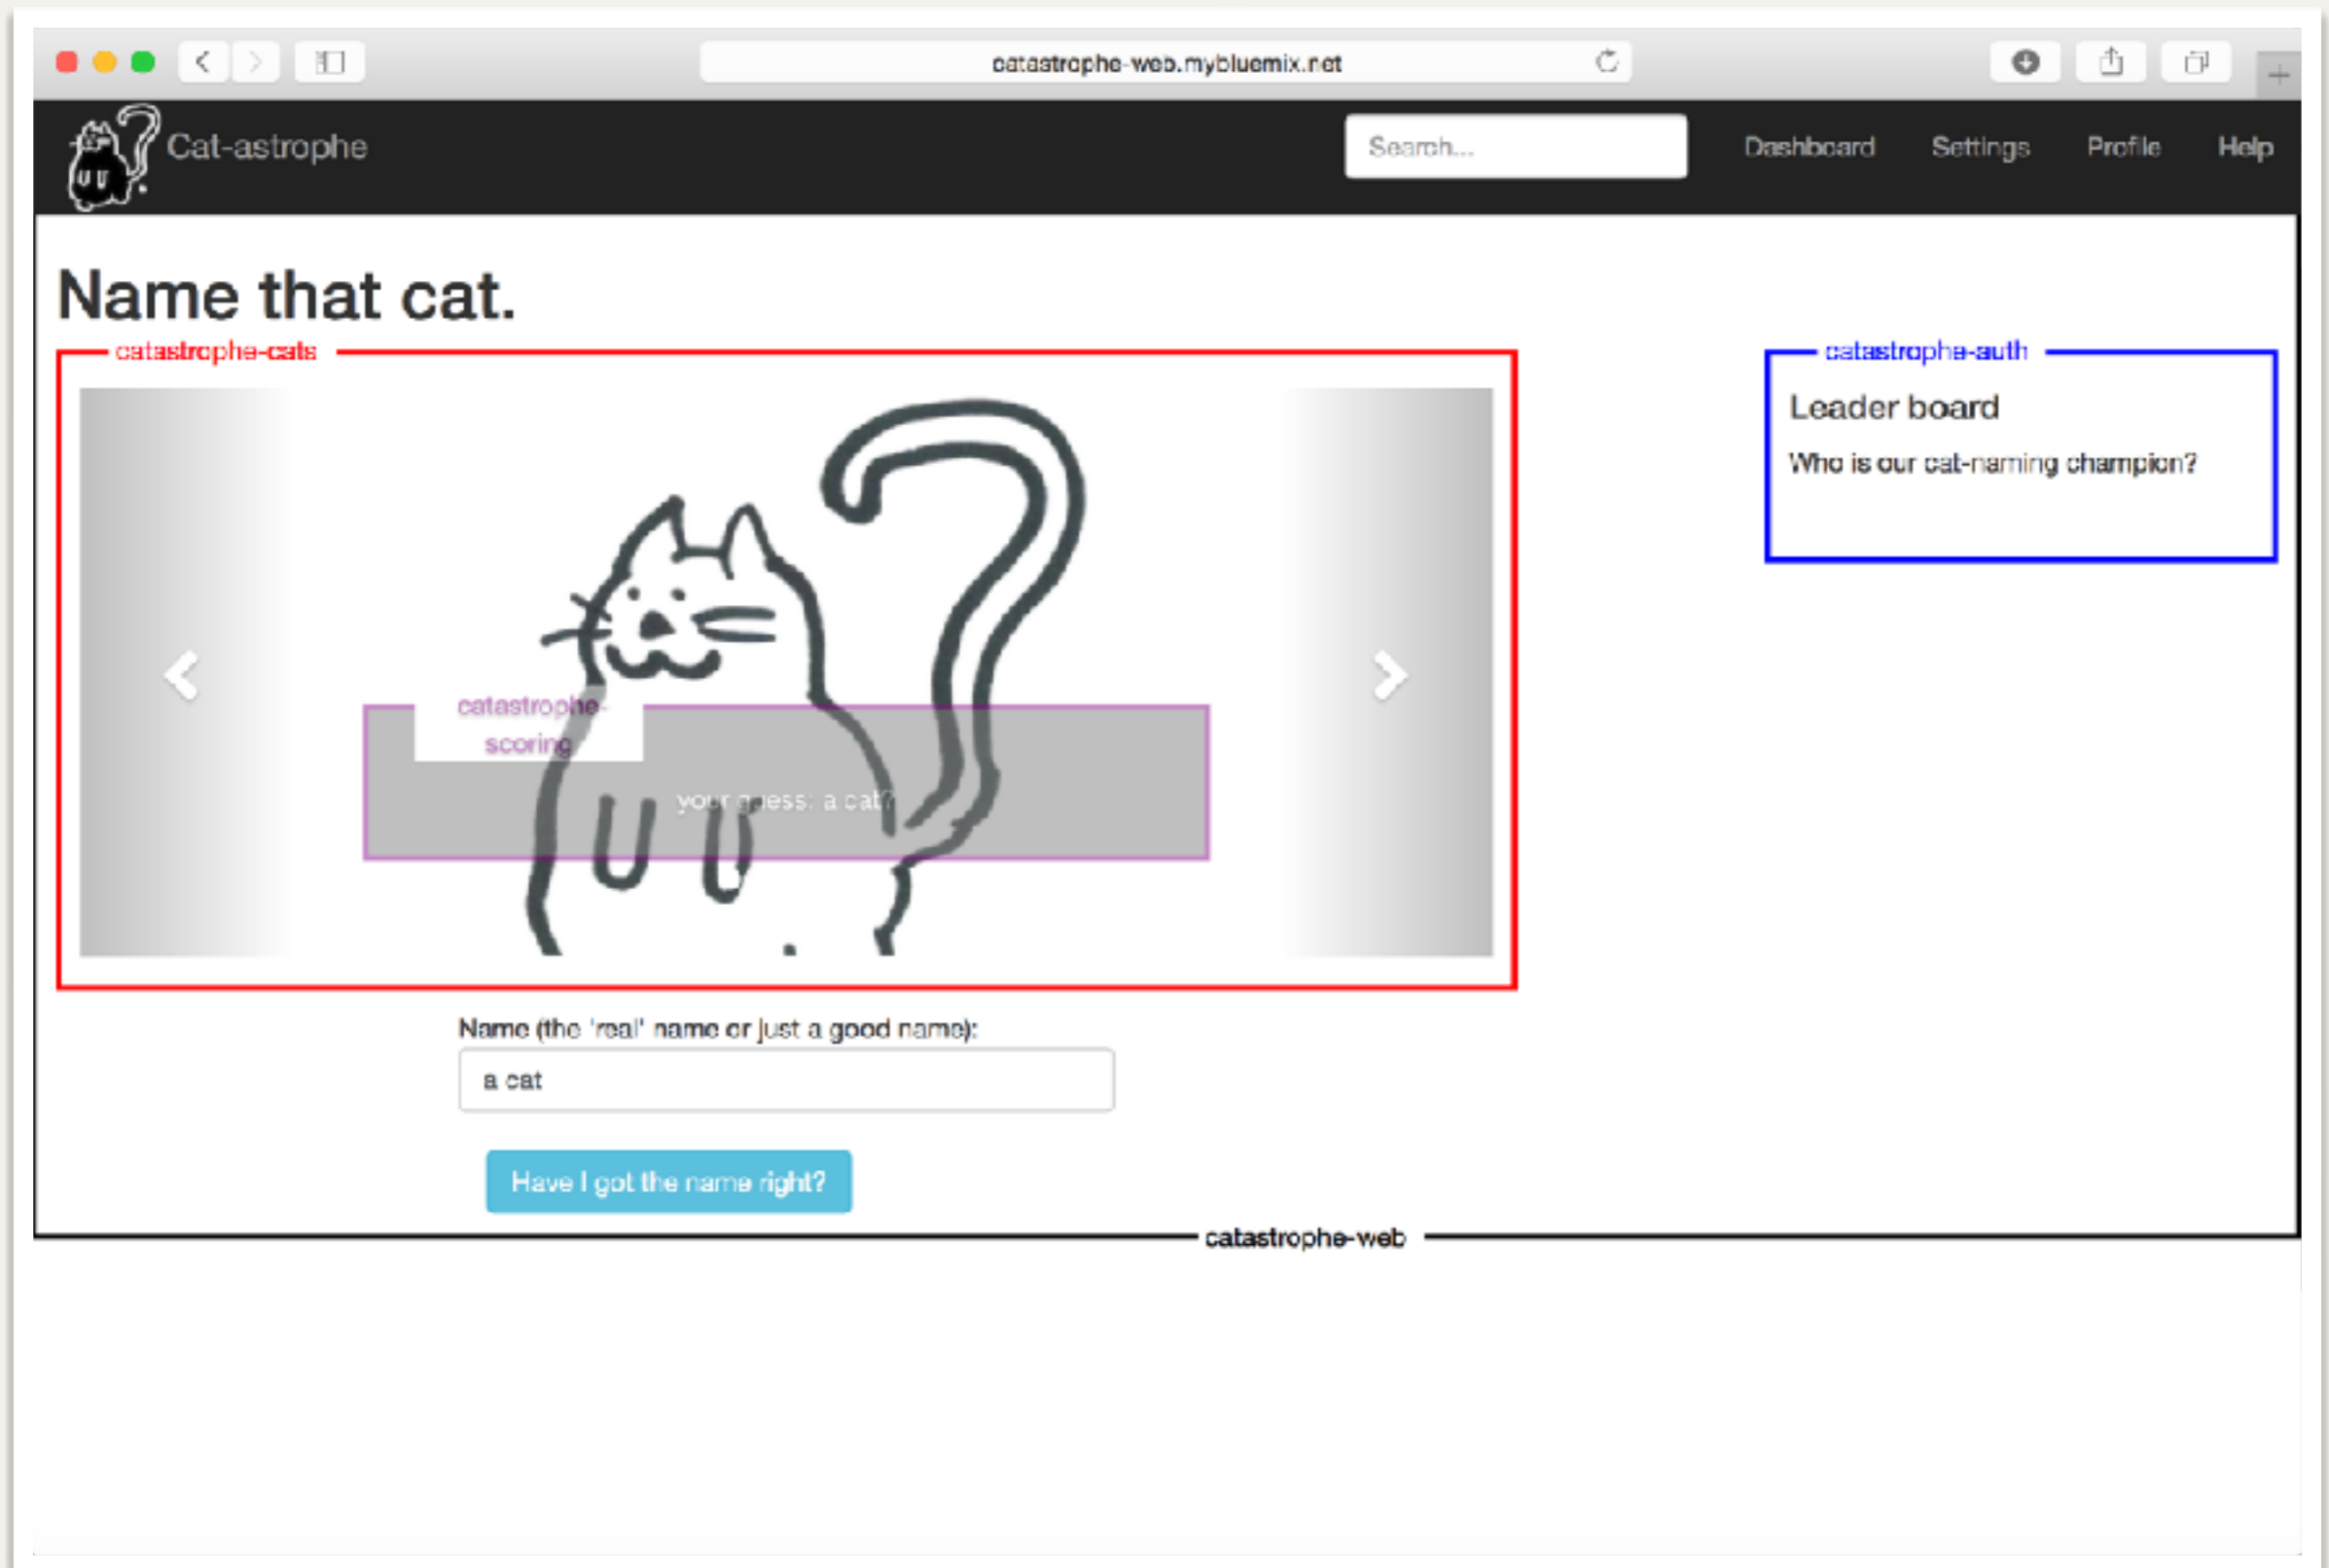 catastrophe-web.mybluemix.net
Cat-astrophe
Search...
Dashboard
Settings
Profile
Help
Name that cat.
catastrophe-cats
catastrophe-auth
Leader board
Who is our cat-naming champion?
catastrophe-
scoring
your guess: a cat?
Name (the 'real' name or just a good name):
a cat
Have I got the name right?
catastrophe-web